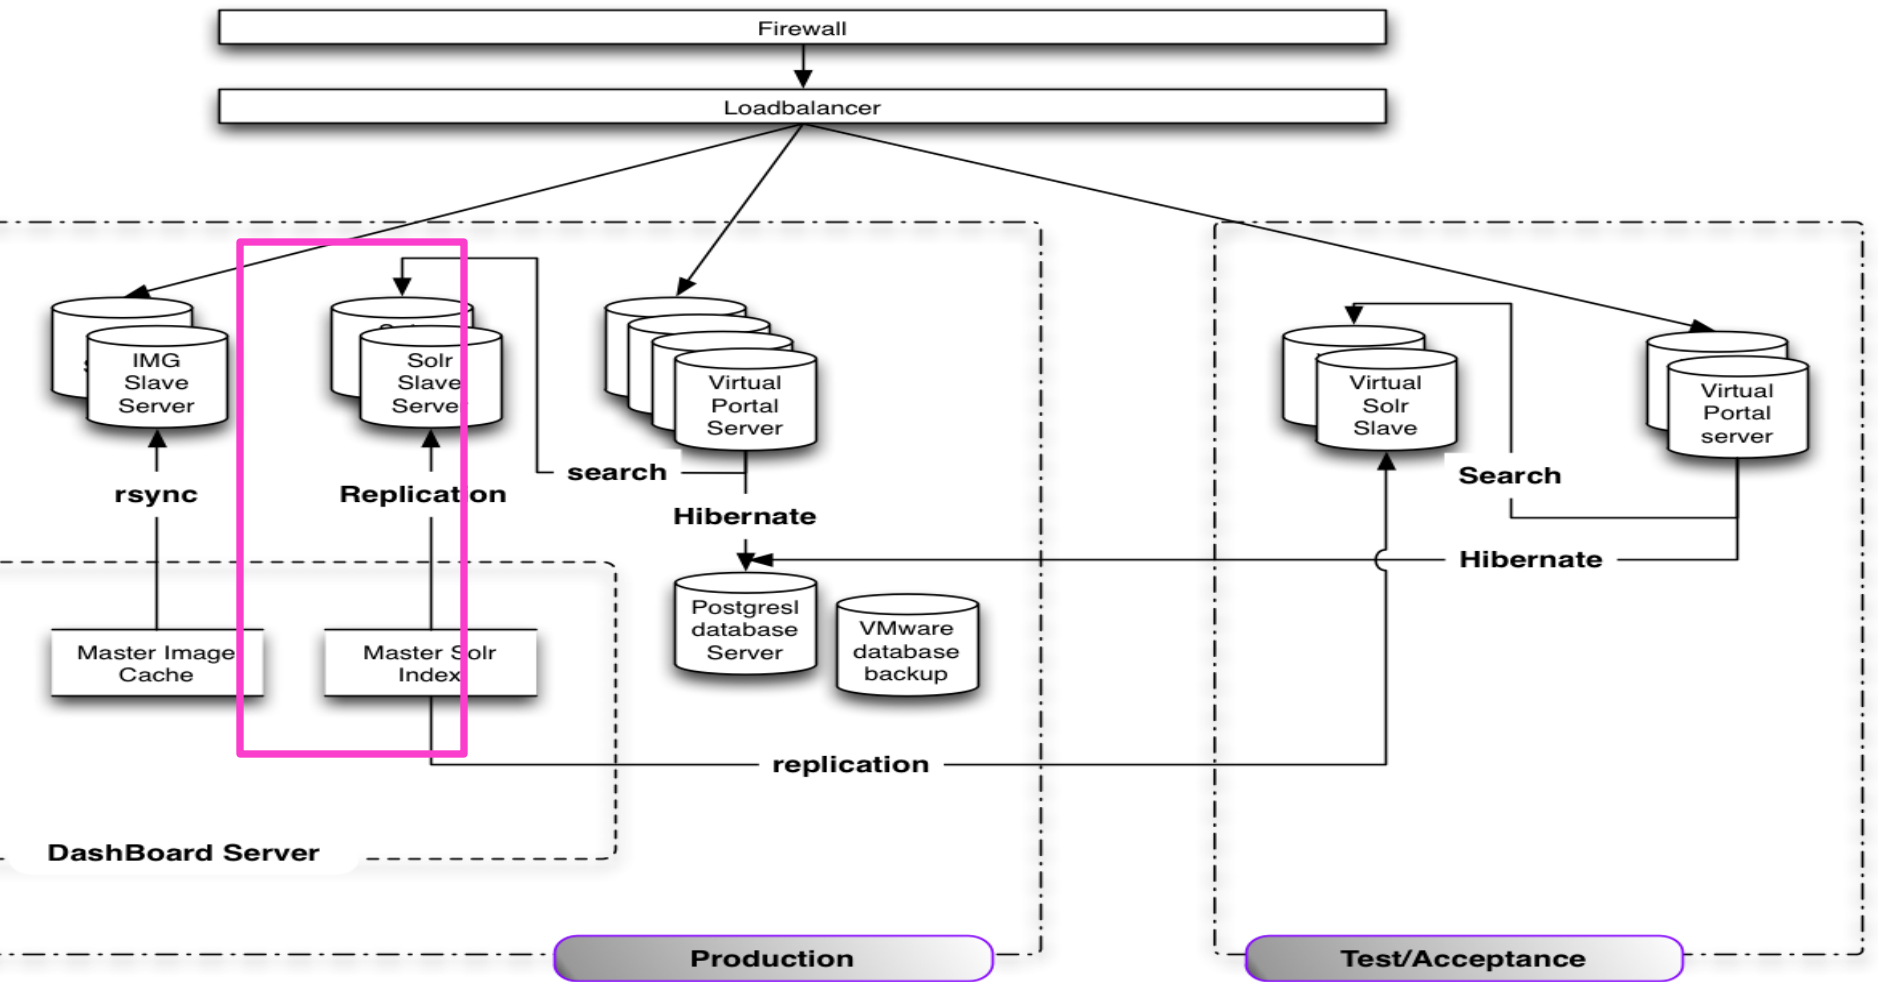 Firewall
Loadbalancer
IMG
Slave
Server
Solr
Slave
Server
Virtual
Portal
Server
Virtual
Solr
Slave
Virtual
Portal
server
rsync
Replication
search
Search
Hibernate
Hibernate
Postgresl
database
Server
VMware
database
backup
Master Image
Cache
Master Solr
Index
replication
DashBoard Server
Production
Test/Acceptance